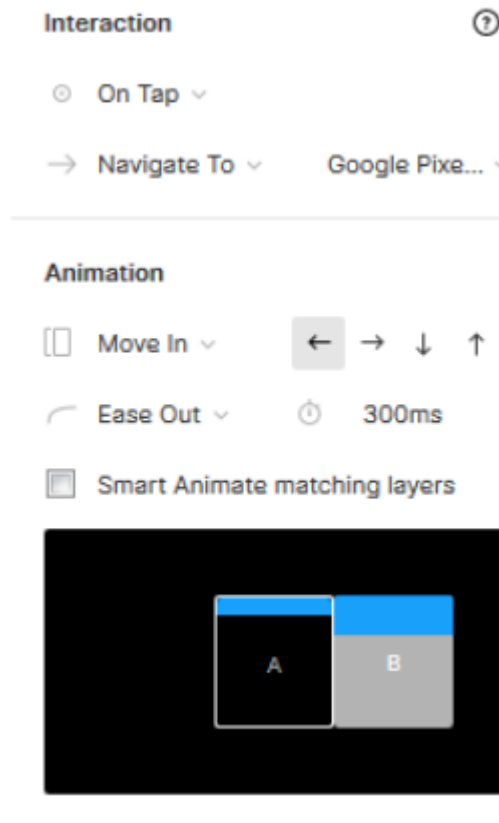 Interaction
On Tap
Navigate To Google Pixe...
Animation
Move In ← → ↓ ↑
Ease Out 300ms
Smart Animate matching layers
A B